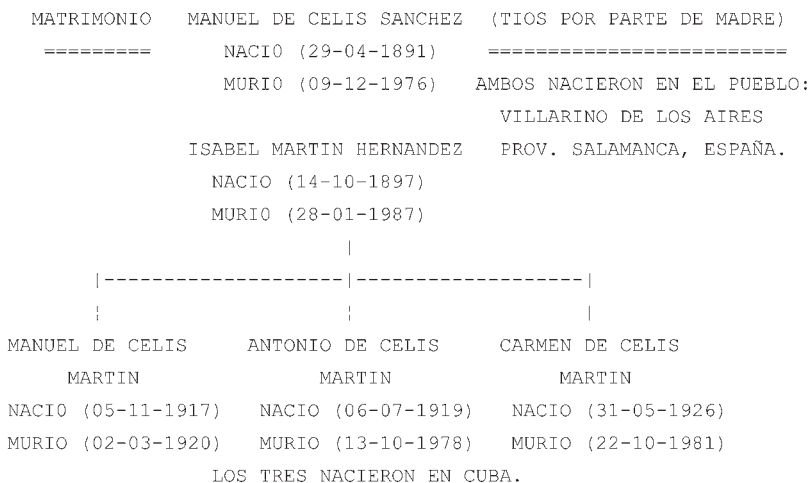 MATRIMONIO MANUEL DE CELIS SANCHEZ (TIOS POR PARTE DE MADRE)
========= NACIO (29-04-1891) =========================
MURIO (09-12-1976) AMBOS NACIERON EN EL PUEBLO:
VILLARINO DE LOS AIRES
ISABEL MARTIN HERNANDEZ PROV. SALAMANCA, ESPAÑA.
NACIO (14-10-1897)
MURIO (28-01-1987)
|
|--------------------|-------------------|
¦ ¦ |
MANUEL DE CELIS ANTONIO DE CELIS CARMEN DE CELIS
MARTIN MARTIN MARTIN
NACIO (05-11-1917) NACIO (06-07-1919) NACIO (31-05-1926)
MURIO (02-03-1920) MURIO (13-10-1978) MURIO (22-10-1981)
LOS TRES NACIERON EN CUBA.